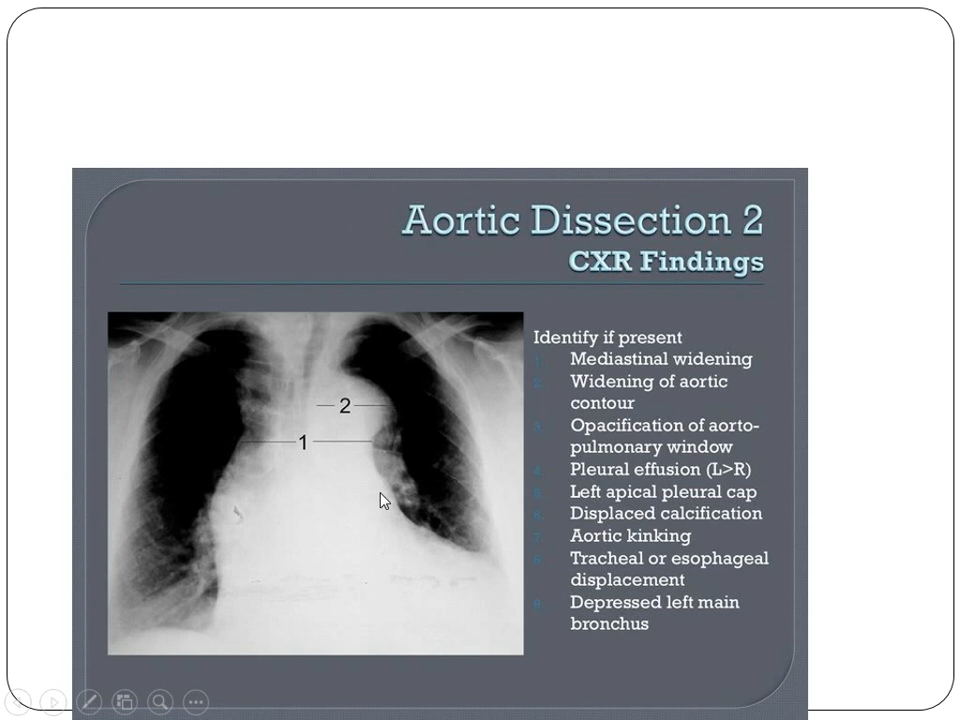 Aortic Dissection 2
CXR Findings
2
1
Identify if present
1. Mediastinal widening
2. Widening of aortic
contour
3. Opacification of aorto-
pulmonary window
4. Pleural effusion (L>R)
5. Left apical pleural cap
6. Displaced calcification
7. Aortic kinking
8. Tracheal or esophageal
displacement
9. Depressed left main
bronchus